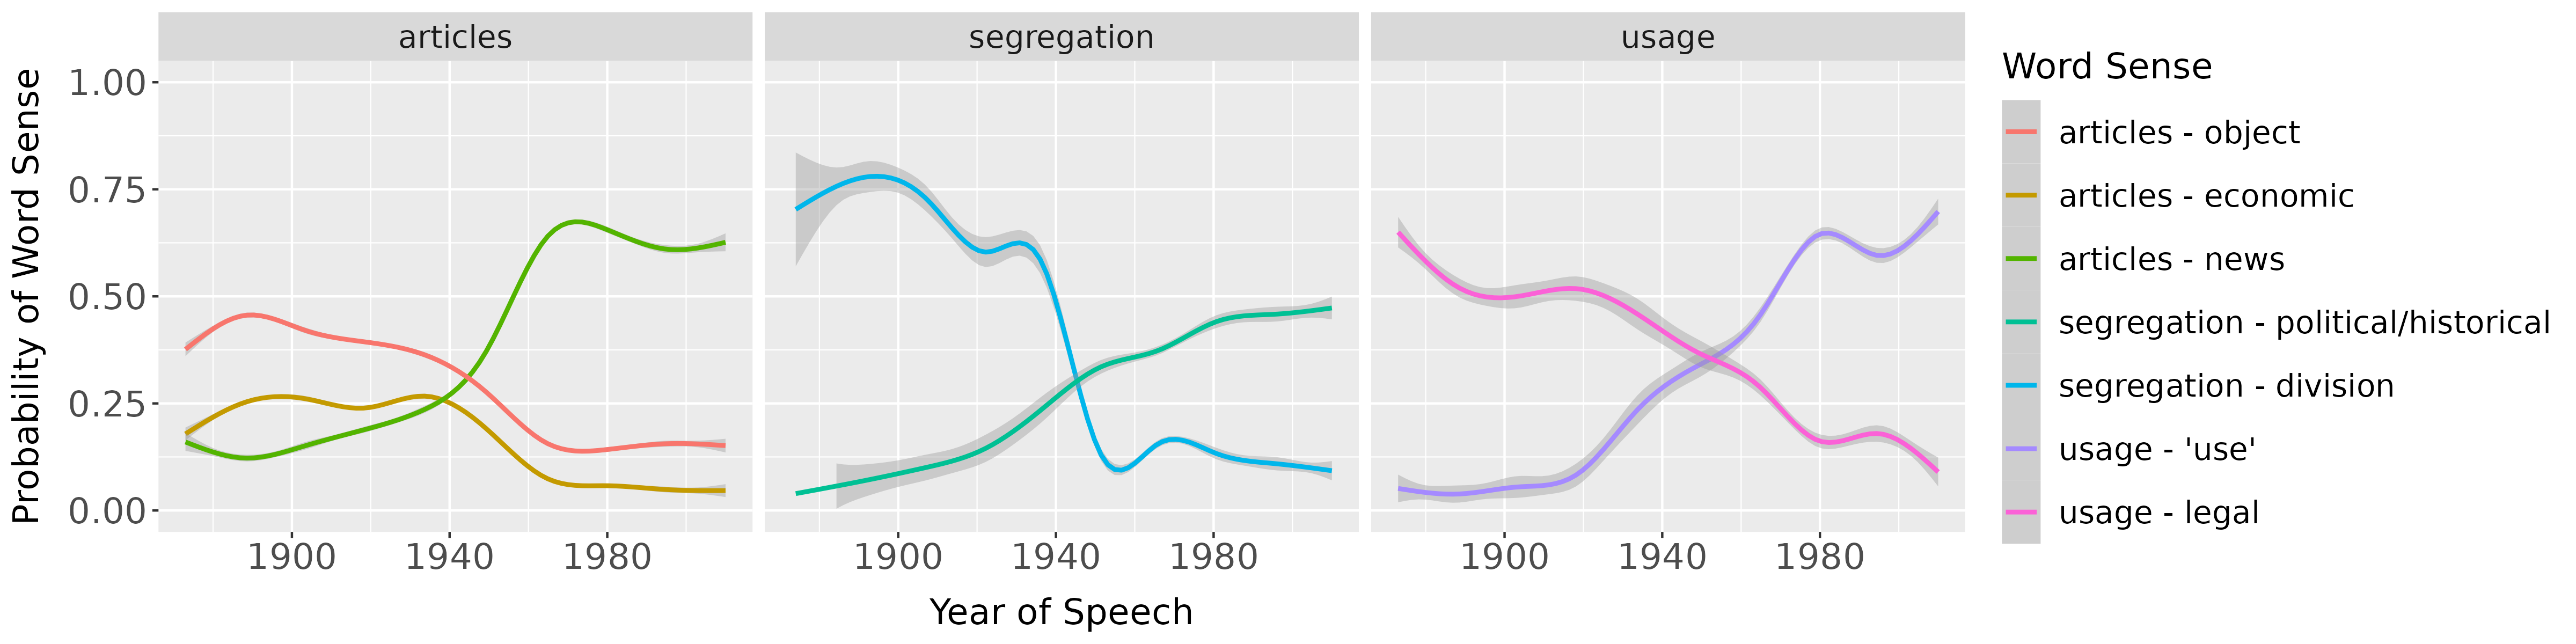 articles segregation usage
Probability of Word Sense
1.00
0.75
0.50
0.25
0.00
1900 1940 1980 1900 1940 1980 1900 1940 1980
Year of Speech
Word Sense
articles - object
articles - economic
articles - news
segregation - political/historical
segregation - division
usage - 'use'
usage - legal